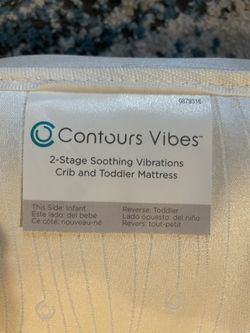 0879316
Contours Vibes™
2-Stage Soothing Vibrations
Crib and Toddler Mattress
This Side: Infant
Este lado: del bebé
Ce côté: nouveau-né
Reverse: Toddler
Lado opuesto: del niño
Revers: tout-petit